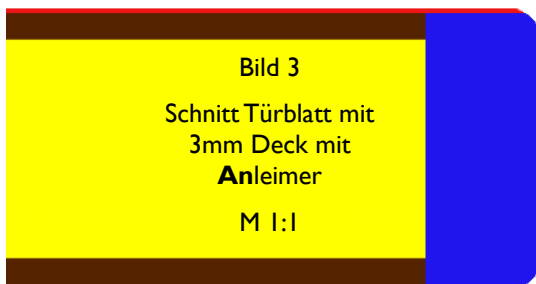 Bild 3
Schnitt Türblatt mit
3mm Deck mit
Anleimer
M 1:1